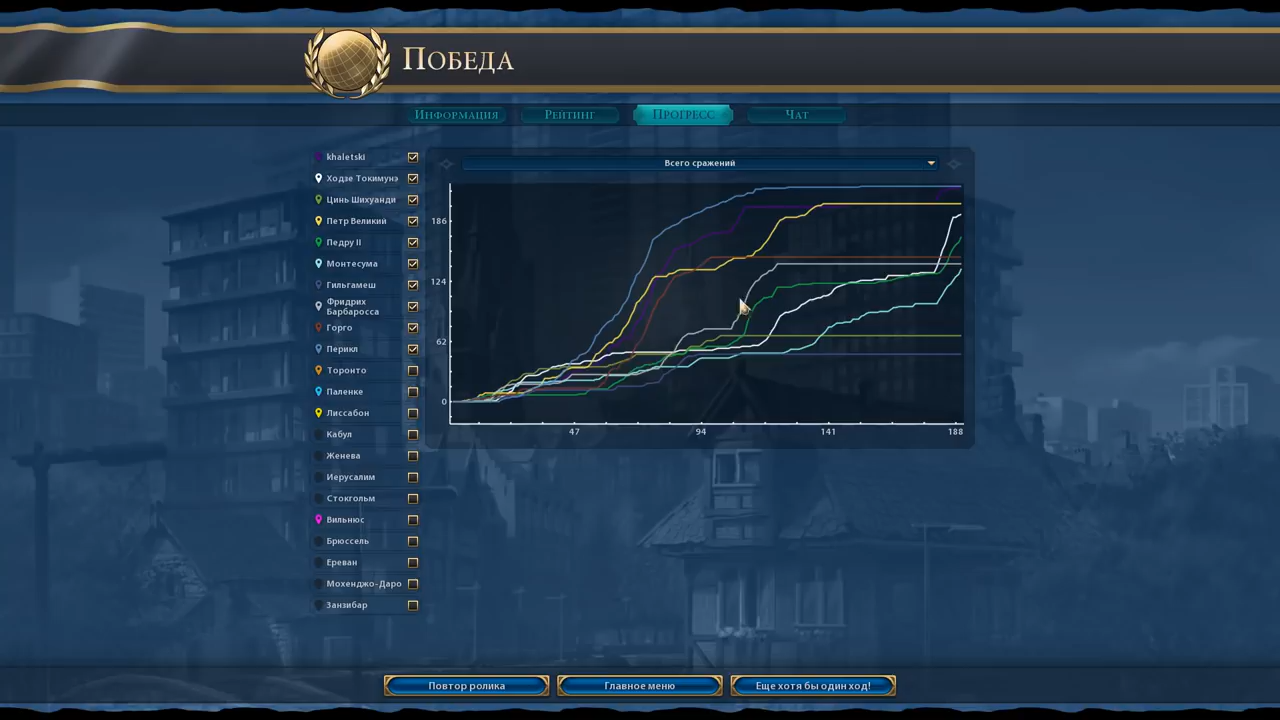 Победа
Информация
Рейтинг
Прогресс
Чат
khaletski
Ходзе Токимунэ
Цинь Шихуанди
Петр Великий
Педру II
Монтесума
Гильгамеш
Фридрих
Барбаросса
Горго
Перикл
Торонто
Паленке
Лиссабон
Кабул
Женева
Иерусалим
Стокгольм
Вильнюс
Брюссель
Ереван
Мохенджо-Даро
Занзибар
Всего сражений
186
124
62
0
47
94
141
188
Повтор ролика
Главное меню
Еще хотя бы один ход!